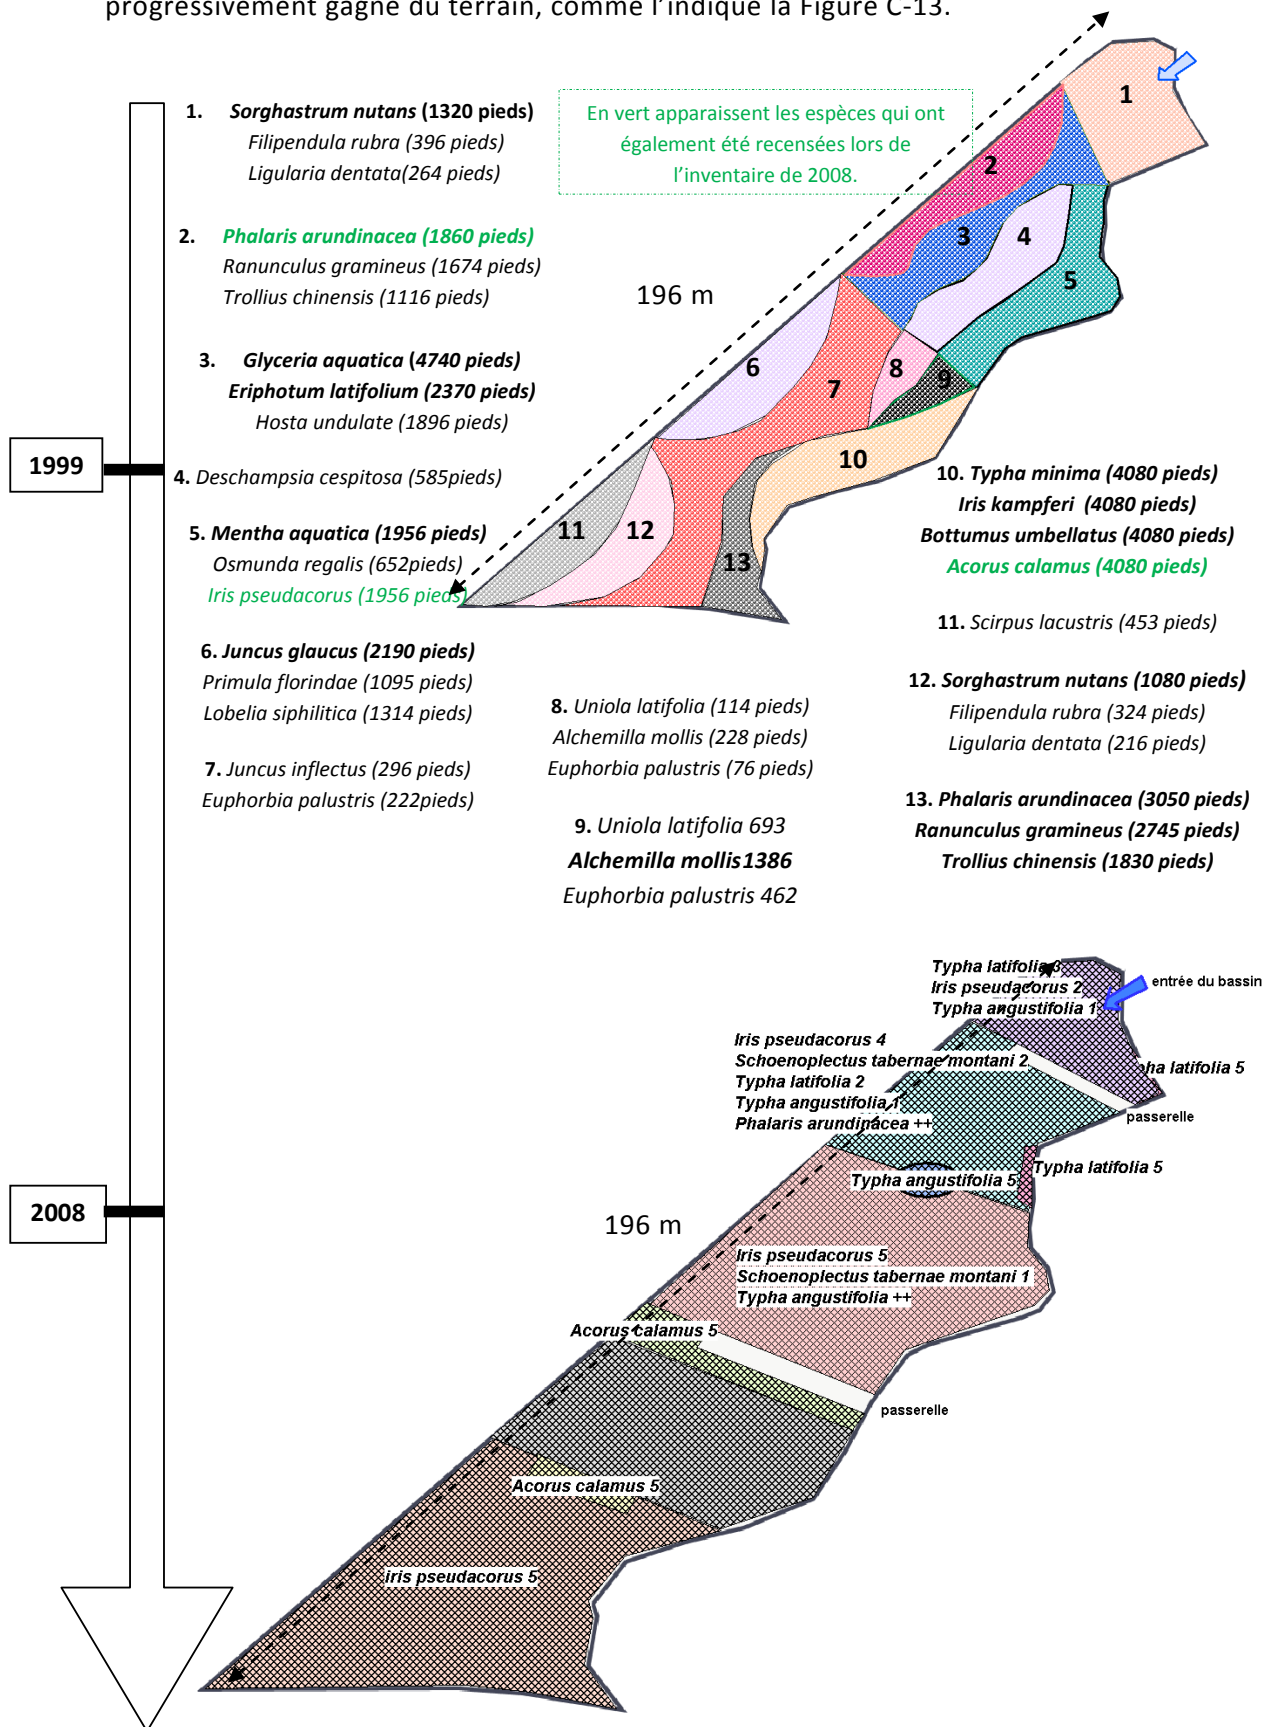 progressivement gagné du terrain, comme l'indique la Figure C-13.
1. Sorghastrum nutans (1320 pieds)
Filipendula rubra (396 pieds)
Ligularia dentata(264 pieds)
En vert apparaissent les espèces qui ont
également été recensées lors de
l'inventaire de 2008.
2. Phalaris arundinacea (1860 pieds)
Ranunculus gramineus (1674 pieds)
Trollius chinensis (1116 pieds)
3. Glyceria aquatica (4740 pieds)
Eriphotum latifolium (2370 pieds)
Hosta undulate (1896 pieds)
1999
4. Deschampsia cespitosa (585pieds)
5. Mentha aquatica (1956 pieds)
Osmunda regalis (652pieds)
Iris pseudacorus (1956 pieds)
6. Juncus glaucus (2190 pieds)
Primula florindae (1095 pieds)
Lobelia siphilitica (1314 pieds)
7. Juncus inflectus (296 pieds)
Euphorbia palustris (222pieds)
8. Uniola latifolia (114 pieds)
Alchemilla mollis (228 pieds)
Euphorbia palustris (76 pieds)
9. Uniola latifolia 693
Alchemilla mollis1386
Euphorbia palustris 462
196 m
1
2
3
4
5
6
7
8
9
10
11
12
13
10. Typha minima (4080 pieds)
Iris kampferi (4080 pieds)
Bottumus umbellatus (4080 pieds)
Acorus calamus (4080 pieds)
11. Scirpus lacustris (453 pieds)
12. Sorghastrum nutans (1080 pieds)
Filipendula rubra (324 pieds)
Ligularia dentata (216 pieds)
13. Phalaris arundinacea (3050 pieds)
Ranunculus gramineus (2745 pieds)
Trollius chinensis (1830 pieds)
2008
Typha latifolia 3
Iris pseudacorus 2
Typha angustifolia 1
entrée du bassin
Iris pseudacorus 4
Schoenoplectus tabernae montani 2
Typha latifolia 2
Typha angustifolia 1
Phalaris arundinacea ++
ha latifolia 5
passerelle
Typha latifolia 5
Typha angustifolia 5
196 m
Iris pseudacorus 5
Schoenoplectus tabernae montani 1
Typha angustifolia ++
Acorus calamus 5
passerelle
Acorus calamus 5
iris pseudacorus 5